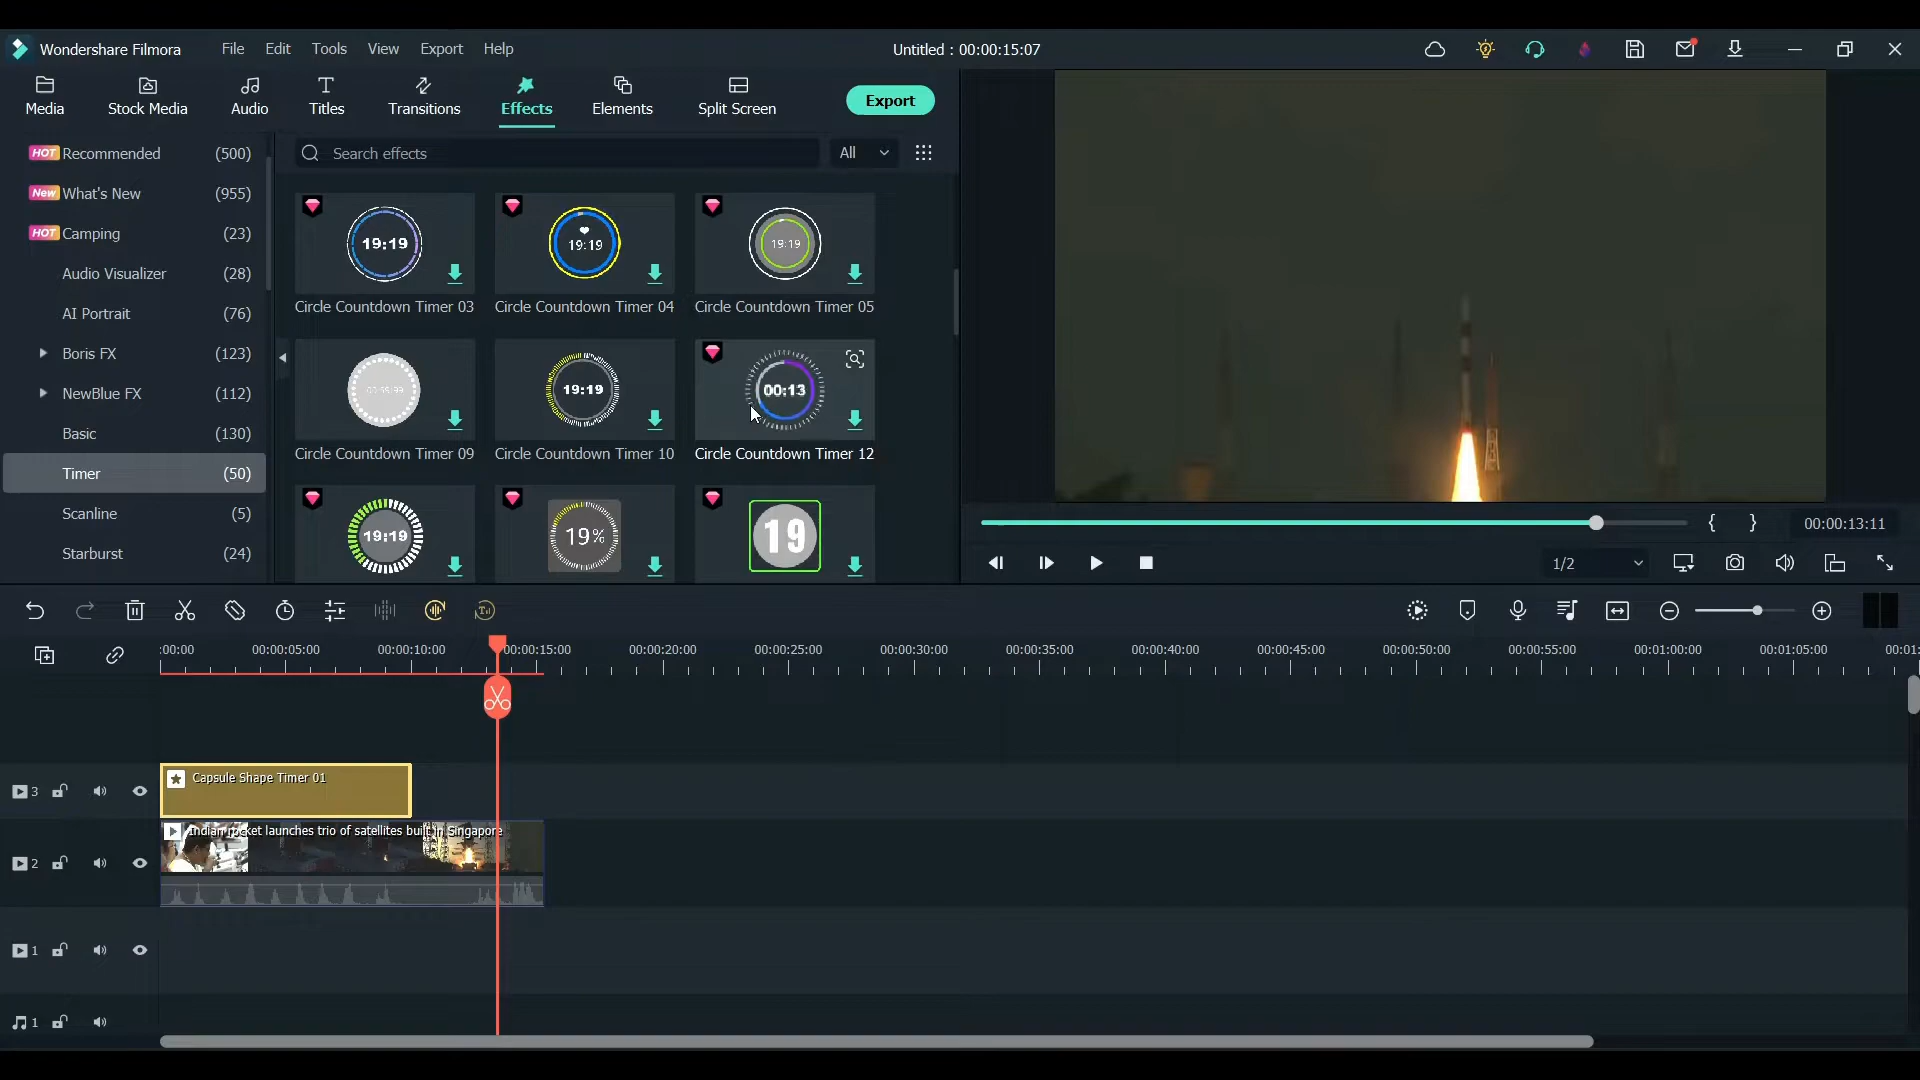 Wondershare Filmora File Edit Tools View Export Help Untitled : 00:00:15:07
Media Stock Media Audio Titles Transitions Effects Elements Split Screen Export
HOT Recommended (500)
New What's New (955)
HOT Camping (23)
Audio Visualizer (28)
AI Portrait (76)
Boris FX (123)
NewBlue FX (112)
Basic (130)
Timer (50)
Scanline (5)
Starburst (24)
Search effects All
19:19 19:19 19:19
Circle Countdown Timer 03 Circle Countdown Timer 04 Circle Countdown Timer 05
19:19 00:13
Circle Countdown Timer 09 Circle Countdown Timer 10 Circle Countdown Timer 12
19:19 19% 19
{ } 00:00:13:11
1/2
:00:00 00:00:05:00 00:00:10:00 00:00:15:00 00:00:20:00 00:00:25:00 00:00:30:00 00:00:35:00 00:00:40:00 00:00:45:00 00:00:50:00 00:00:55:00 00:01:00:00 00:01:05:00 00:01:
3 Capsule Shape Timer 01
2 Indian rocket launches trio of satellites built in Singapore
1
1